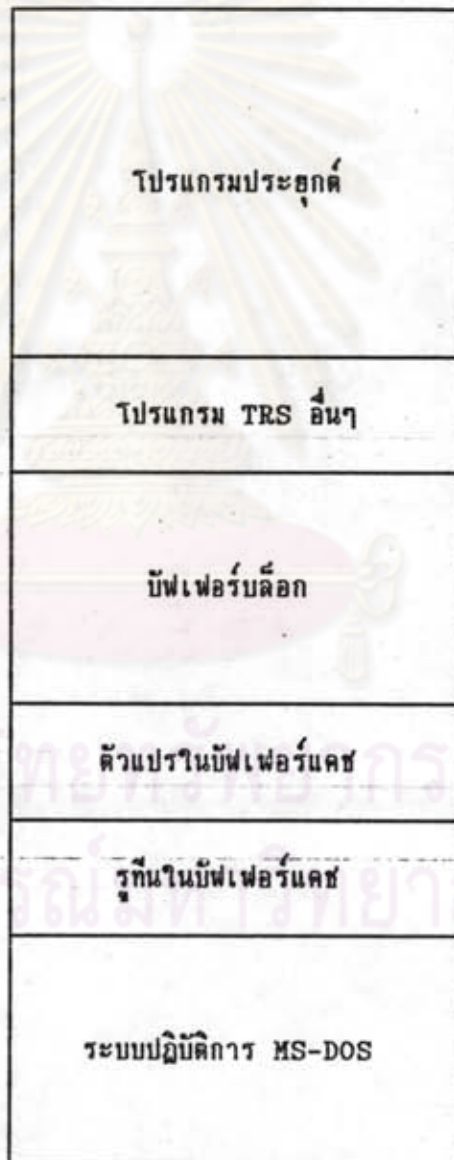 โปรแกรมประยุกต์
โปรแกรม TRS อื่นๆ
บัฟเฟอร์บล็อก
ตัวแปรในบัฟเฟอร์แคช
รูทีนในบัฟเฟอร์แคช
ระบบปฏิบัติการ MS-DOS